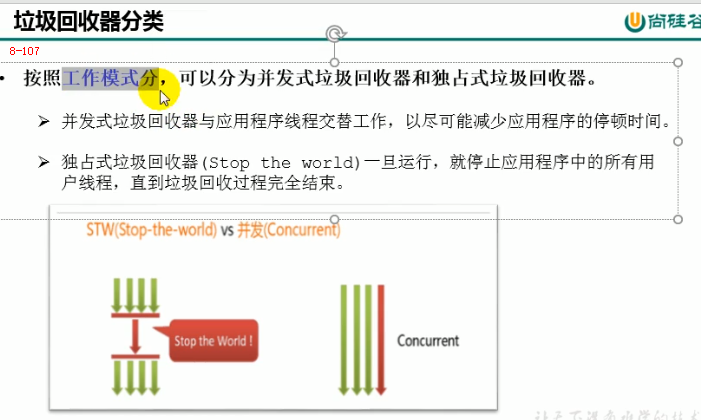 垃圾回收器分类
尚硅谷
8-107
• 按照工作模式分，可以分为并发式垃圾回收器和独占式垃圾回收器。
➢ 并发式垃圾回收器与应用程序线程交替工作，以尽可能减少应用程序的停顿时间。
➢ 独占式垃圾回收器(Stop the world)一旦运行，就停止应用程序中的所有用
户线程，直到垃圾回收过程完全结束。
STW(Stop-the-world) vs 并发(Concurrent)
Stop the World !
Concurrent